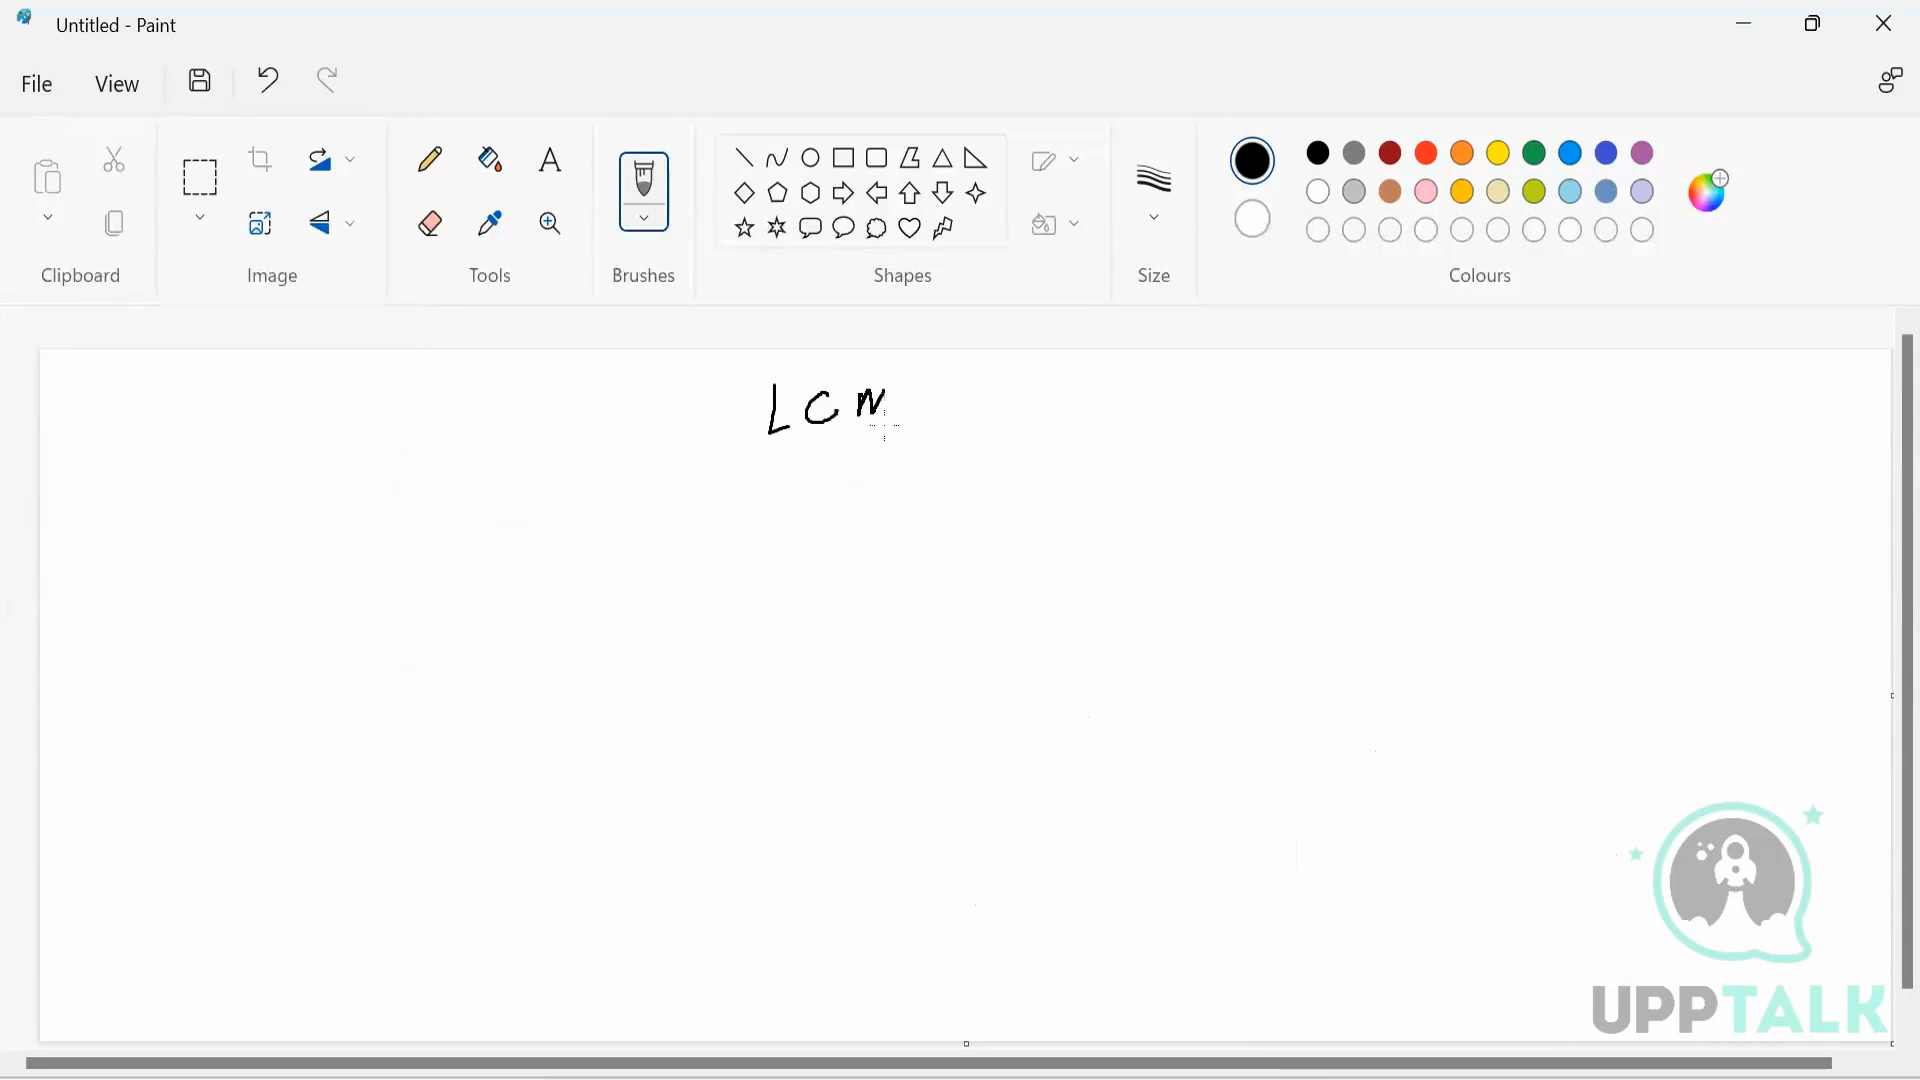 Untitled - Paint
File View
Clipboard
Image
Tools
Brushes
Shapes
Size
Colours
LCM
UPPTALK